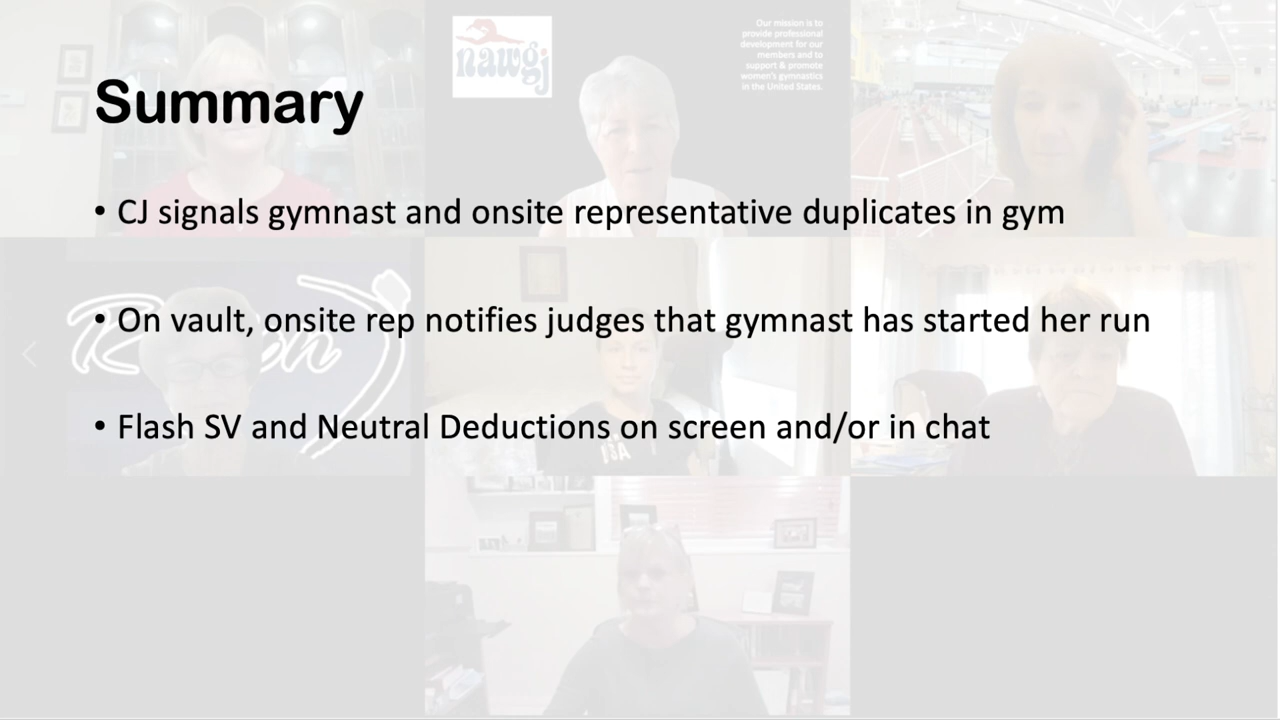 nawgj
Our mission is to
provide professional
development for our
members and to
support & promote
women's gymnastics
in the United States.
Summary
• CJ signals gymnast and onsite representative duplicates in gym
• On vault, onsite rep notifies judges that gymnast has started her run
• Flash SV and Neutral Deductions on screen and/or in chat